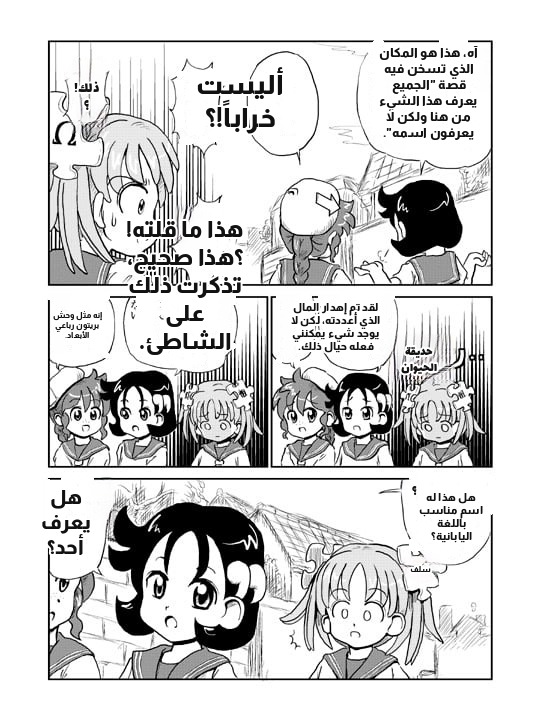 آه، هذا هو المكان
الذي تسخن فيه
قصة "الجميع
يعرف هذا الشيء
من هنا ولكن لا
يعرفون اسمه".
أليست
خراباً!؟
ذلك!
؟
Ω
هذا ما قلته!
؟هذا صحيح،
تذكرت ذلك
على
الشاطئ.
لقد تم إهدار المال
الذي أعددته، لكن لا
يوجد شيء يمكنني
فعله حيال ذلك.
حديقة
الحيوان
إنه مثل وحش
بريتون رباعي
الأبعاد.
؟
هل هذا له
اسم مناسب
باللغة
اليابانية؟
سلف
هل
يعرف
أحد؟